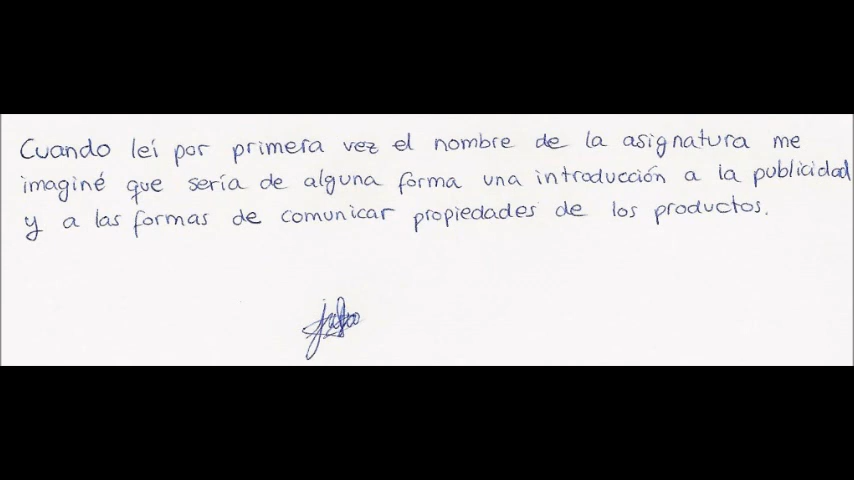 Cuando leí por primera vez el nombre de la asignatura me
imaginé que sería de alguna forma una introducción a la publicidad
y a las formas de comunicar propiedades de los productos.